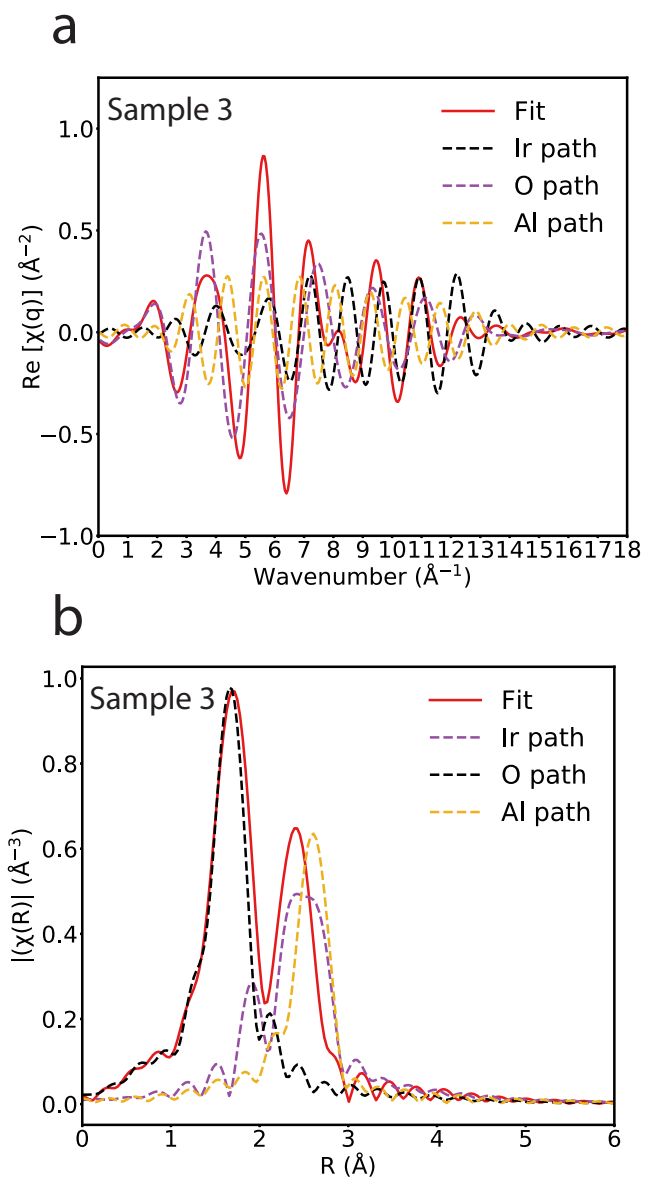 a
Sample 3
Fit
Ir path
O path
Al path
1.0
0.5
0.0
−0.5
−1.0
Re [χ(q)] (Å⁻²)
0 1 2 3 4 5 6 7 8 9 10 11 12 13 14 15 16 17 18
Wavenumber (Å⁻¹)
b
Sample 3
Fit
Ir path
O path
Al path
1.0
0.8
0.6
0.4
0.2
0.0
|(χ(R)| (Å⁻³)
0 1 2 3 4 5 6
R (Å)